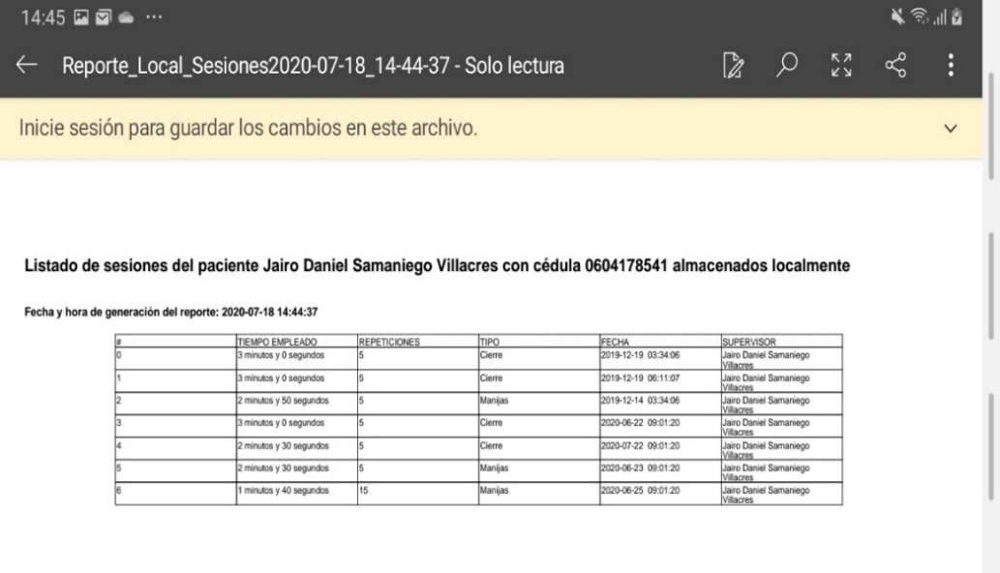 14:45
Reporte_Local_Sesiones2020-07-18_14-44-37 - Solo lectura
Inicie sesión para guardar los cambios en este archivo.
Listado de sesiones del paciente Jairo Daniel Samaniego Villacres con cédula 0604178541 almacenados localmente
Fecha y hora de generación del reporte: 2020-07-18 14:44:37
# TIEMPO EMPLEADO REPETICIONES TIPO FECHA SUPERVISOR
0 3 minutos y 0 segundos 5 Cierre 2019-12-19 03:34:06 Jairo Daniel Samaniego
Villacres
1 3 minutos y 0 segundos 5 Cierre 2019-12-19 06:11:07 Jairo Daniel Samaniego
Villacres
2 2 minutos y 50 segundos 5 Manijas 2019-12-14 03:34:06 Jairo Daniel Samaniego
Villacres
3 3 minutos y 0 segundos 5 Cierre 2020-06-22 09:01:20 Jairo Daniel Samaniego
Villacres
4 2 minutos y 30 segundos 5 Cierre 2020-07-22 09:01:20 Jairo Daniel Samaniego
Villacres
5 2 minutos y 30 segundos 5 Manijas 2020-06-23 09:01:20 Jairo Daniel Samaniego
Villacres
6 1 minutos y 40 segundos 15 Manijas 2020-06-25 09:01:20 Jairo Daniel Samaniego
Villacres